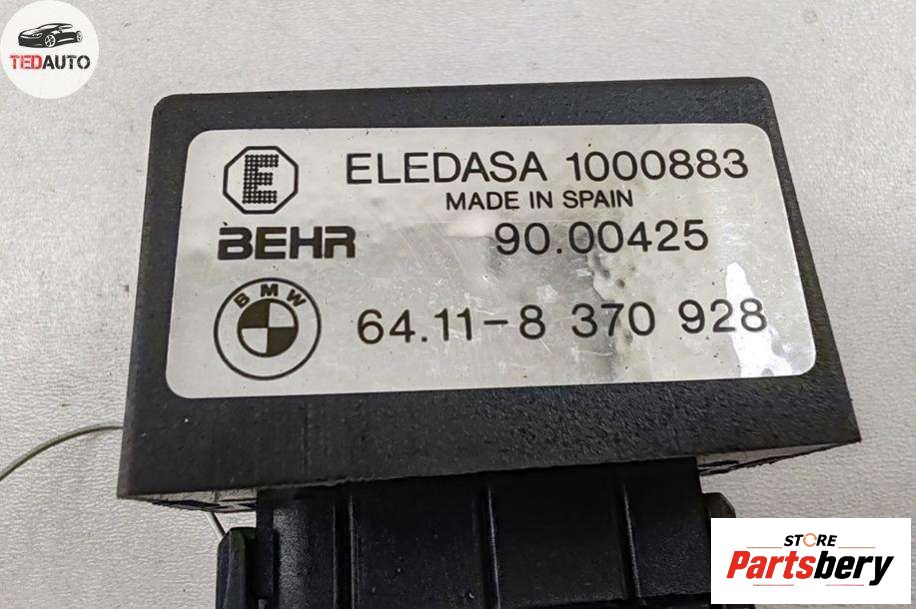 TEDAUTO
E ELEDASA 1000883
MADE IN SPAIN
BEHR 90.00425
BMW 64.11-8 370 928
STORE
Partsbery